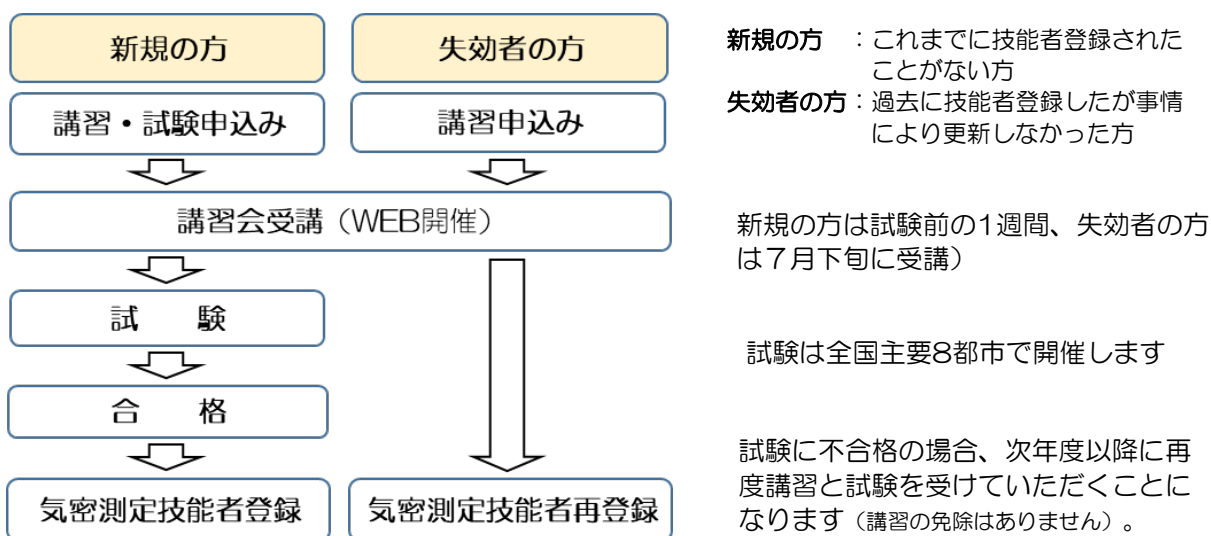 新規の方
失効者の方
講習・試験申込み
講習申込み
講習会受講（WEB開催）
試　験
合　格
気密測定技能者登録
気密測定技能者再登録
新規の方　：これまでに技能者登録された
ことがない方
失効者の方：過去に技能者登録したが事情
により更新しなかった方
新規の方は試験前の1週間、失効者の方
は７月下旬に受講）
試験は全国主要8都市で開催します
試験に不合格の場合、次年度以降に再
度講習と試験を受けていただくことに
なります（講習の免除はありません）。